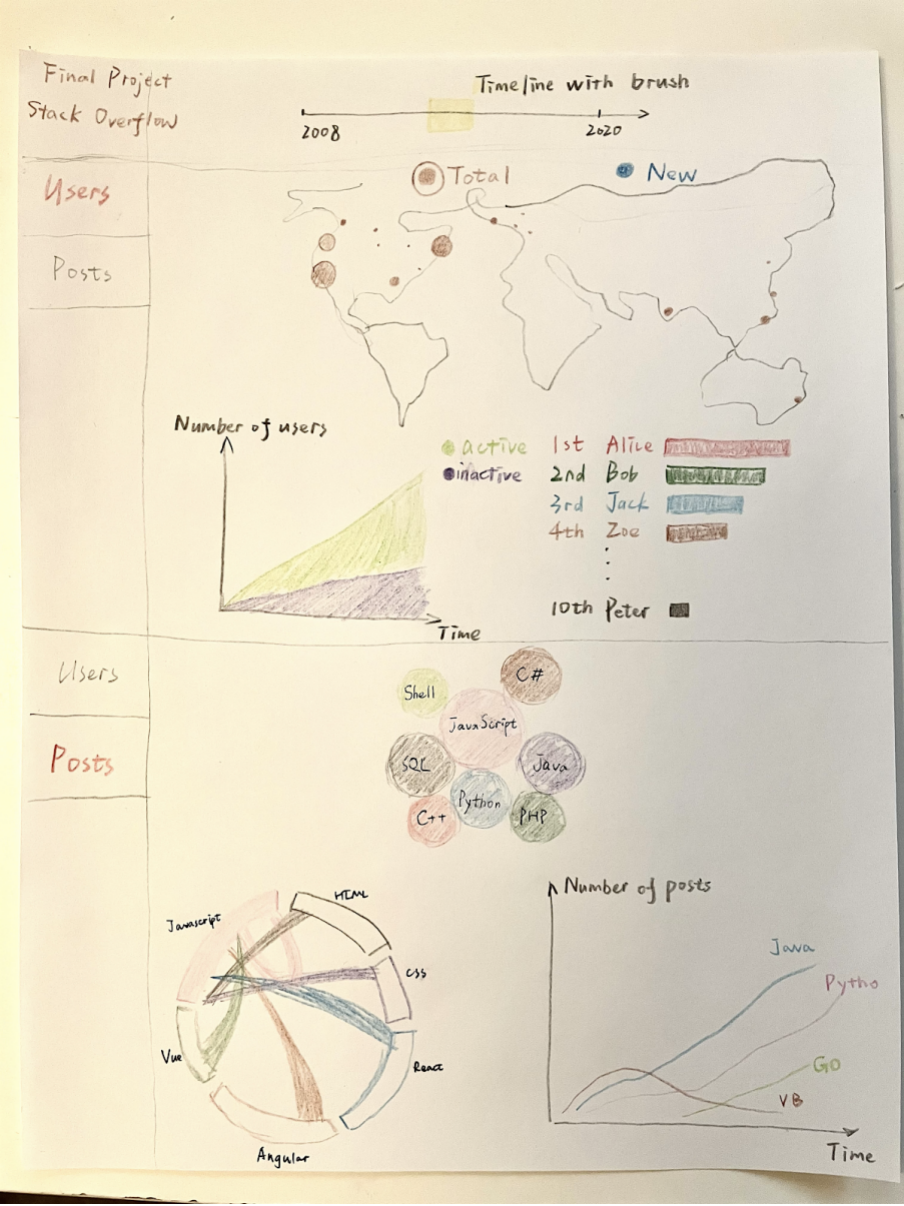 Final Project
Stack Overflow
Timeline with brush
2008
2020
Users
Posts
Total
New
Number of users
Time
active
inactive
1st Alice
2nd Bob
3rd Jack
4th Zoe
10th Peter
Users
Posts
Shell
C#
JavaScript
SQL
Java
Python
C++
PHP
Javascript
HTML
CSS
React
Angular
Vue
Number of posts
Java
Pytho
Go
VB
Time